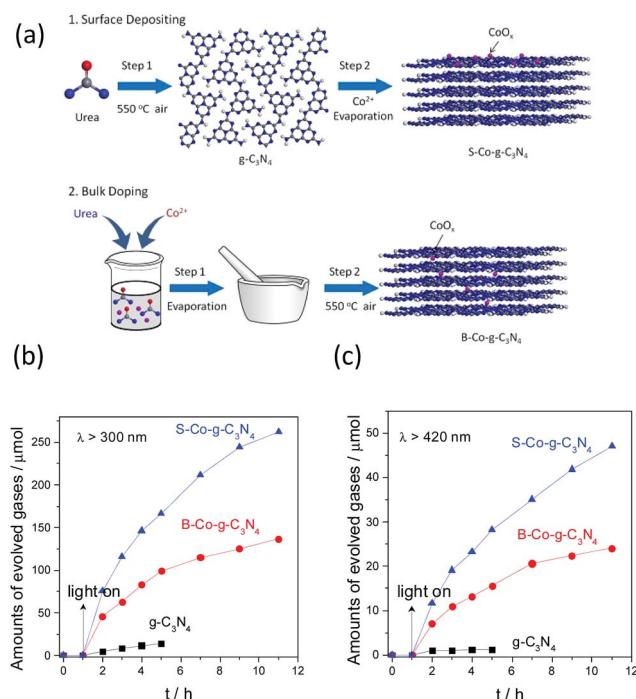 (a)
1. Surface Depositing
Urea
Step 1
550 °C air
g-C₃N₄
Step 2
Co²⁺
Evaporation
CoOₓ
S-Co-g-C₃N₄
2. Bulk Doping
Urea
Co²⁺
Step 1
Evaporation
Step 2
550 °C air
CoOₓ
B-Co-g-C₃N₄
(b)
Amounts of evolved gases / μmol
λ > 300 nm
S-Co-g-C₃N₄
B-Co-g-C₃N₄
light on
g-C₃N₄
250
200
150
100
50
0
0 2 4 6 8 10 12
t / h
(c)
Amounts of evolved gases / μmol
λ > 420 nm
S-Co-g-C₃N₄
B-Co-g-C₃N₄
light on
g-C₃N₄
50
40
30
20
10
0
0 2 4 6 8 10 12
t / h